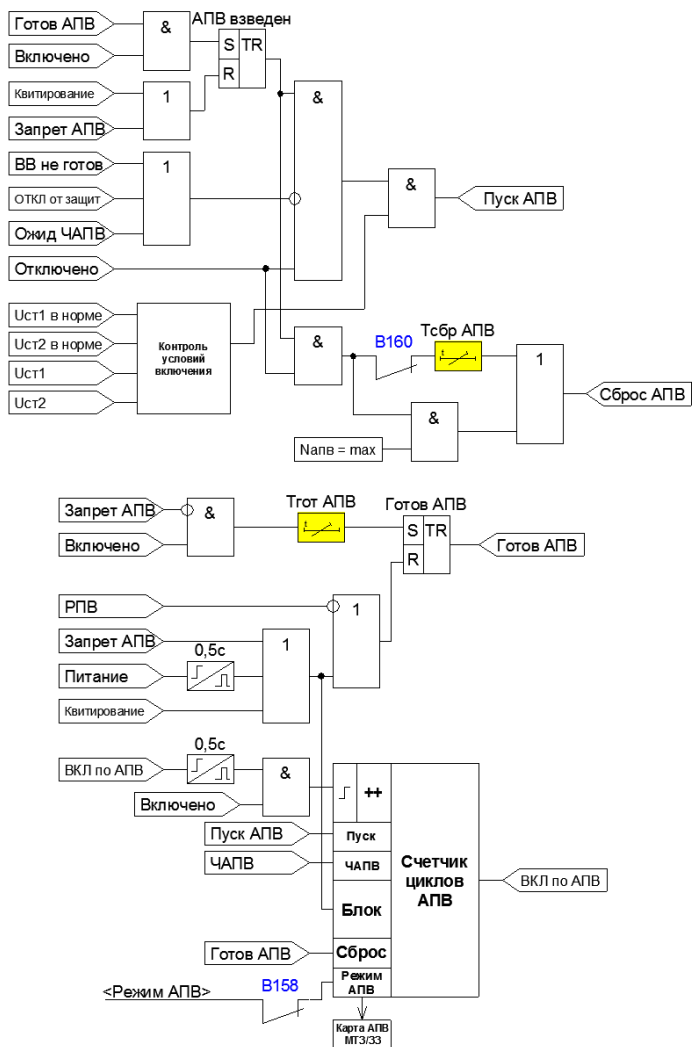 Готов АПВ
&
АПВ взведен
Включено
S
TR
R
Квитирование
1
Запрет АПВ
&
ВВ не готов
1
ОТКЛ от защит
&
Пуск АПВ
Ожид ЧАПВ
Отключено
Uст1 в норме
Uст2 в норме
Uст1
Uст2
Контроль
условий
включения
&
В160
t
Тсбр АПВ
1
Сброс АПВ
&
Nапв = max
Запрет АПВ
&
Тгот АПВ
t
Готов АПВ
S
TR
R
Включено
Готов АПВ
РПВ
1
Запрет АПВ
1
0,5с
Питание
Квитирование
0,5с
ВКЛ по АПВ
&
Включено
++
Пуск АПВ
Пуск
ЧАПВ
ЧАПВ
Счетчик
циклов
АПВ
ВКЛ по АПВ
Блок
Готов АПВ
Сброс
<Режим АПВ>
В158
Режим
АПВ
Карта АПВ
МТЗ/ЗЗ